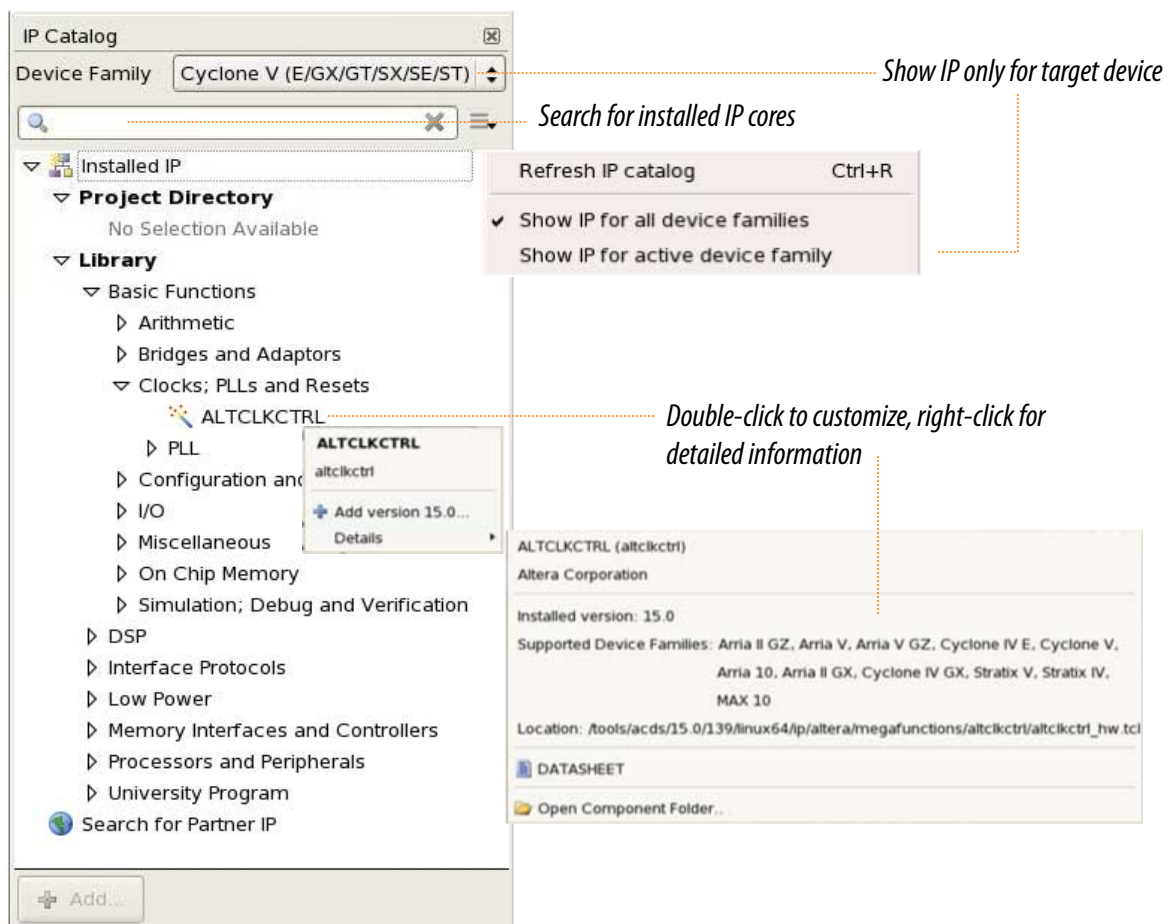 IP Catalog
Device Family Cyclone V (E/GX/GT/SX/SE/ST)
Show IP only for target device
Search for installed IP cores
Installed IP
Project Directory
No Selection Available
Library
Basic Functions
Arithmetic
Bridges and Adaptors
Clocks; PLLs and Resets
ALTCLKCTRL
PLL
Configuration and
I/O
Miscellaneous
On Chip Memory
Simulation; Debug and Verification
DSP
Interface Protocols
Low Power
Memory Interfaces and Controllers
Processors and Peripherals
University Program
Search for Partner IP
Add...
Refresh IP catalog Ctrl+R
Show IP for all device families
Show IP for active device family
Double-click to customize, right-click for
detailed information
ALTCLKCTRL
altclkctrl
Add version 15.0...
Details
ALTCLKCTRL (altclkctrl)
Altera Corporation
Installed version: 15.0
Supported Device Families: Arria II GZ, Arria V, Arria V GZ, Cyclone IV E, Cyclone V,
Arria 10, Arria II GX, Cyclone IV GX, Stratix V, Stratix IV,
MAX 10
Location: /tools/acds/15.0/139/linux64/ip/altera/megafunctions/altclkctrl/altclkctrl_hw.tcl
DATASHEET
Open Component Folder..